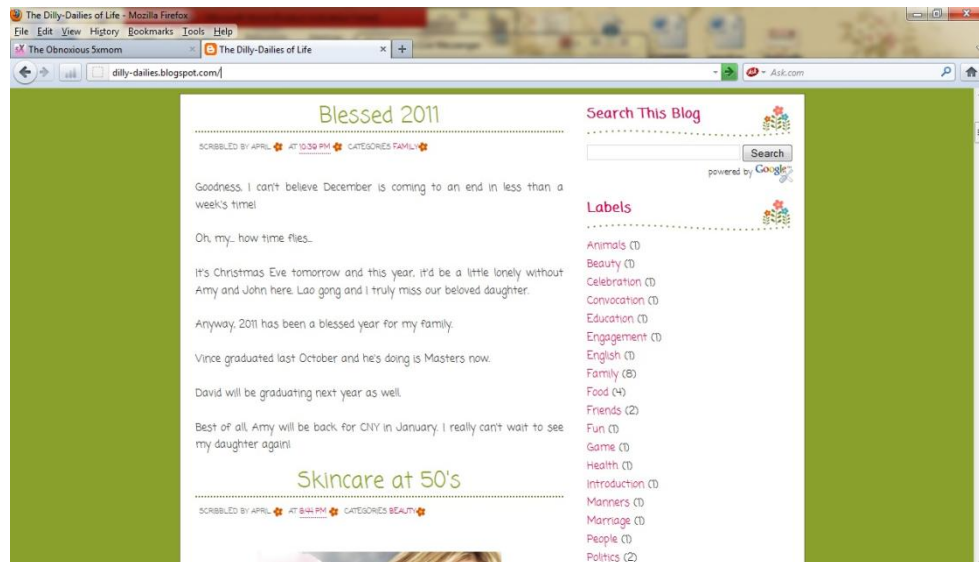 The Dilly-Dailies of Life - Mozilla Firefox
File Edit View History Bookmarks Tools Help
The Obnoxious 5xmom
The Dilly-Dailies of Life
dilly-dailies.blogspot.com/
Ask.com
Blessed 2011
SCRIBBLED BY APRIL AT 10:39 PM CATEGORIES FAMILY
Goodness, I can't believe December is coming to an end in less than a
week's time!
Oh, my... how time flies...
It's Christmas Eve tomorrow and this year, it'd be a little lonely without
Amy and John here. Lao gong and I truly miss our beloved daughter.
Anyway, 2011 has been a blessed year for my family.
Vince graduated last October and he's doing is Masters now.
David will be graduating next year as well.
Best of all, Amy will be back for CNY in January. I really can't wait to see
my daughter again!
Skincare at 50's
SCRIBBLED BY APRIL AT 8:44 PM CATEGORIES BEAUTY
Search This Blog
Search
powered by Google
Labels
Animals (1)
Beauty (1)
Celebration (1)
Convocation (1)
Education (1)
Engagement (1)
English (1)
Family (8)
Food (4)
Friends (2)
Fun (1)
Game (1)
Health (1)
Introduction (1)
Manners (1)
Marriage (1)
People (1)
Politics (2)